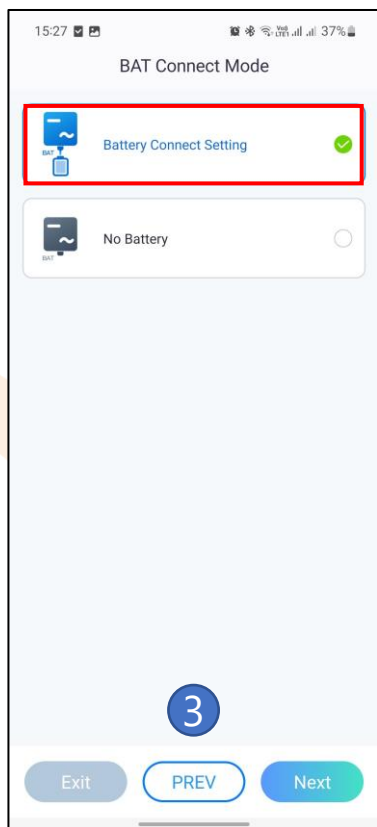 15:27 37%
BAT Connect Mode
BAT
Battery Connect Setting
BAT
No Battery
3
Exit PREV Next